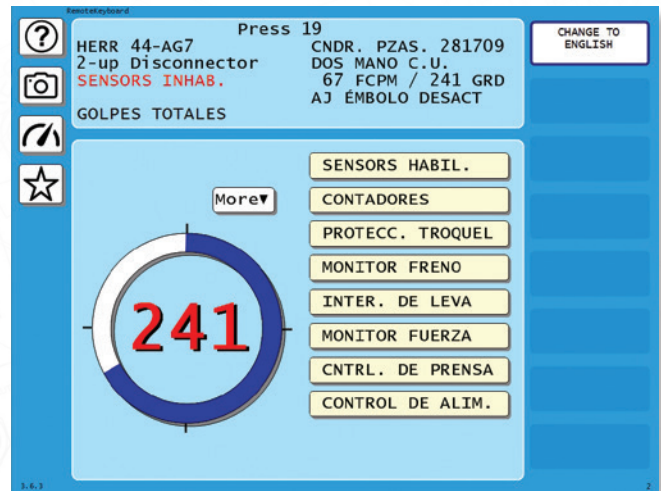 RemoteKeyboard
Press 19
HERR 44-AG7
2-up Disconnector
SENSORS INHAB.
GOLPES TOTALES
CNDR. PZAS. 281709
DOS MANO C.U.
67 FCPM / 241 GRD
AJ ÉMBOLO DESACT
CHANGE TO
ENGLISH
?
More▼
241
SENSORS HABIL.
CONTADORES
PROTECC. TROQUEL
MONITOR FRENO
INTER. DE LEVA
MONITOR FUERZA
CNTRL. DE PRENSA
CONTROL DE ALIM.
3.6.3
2